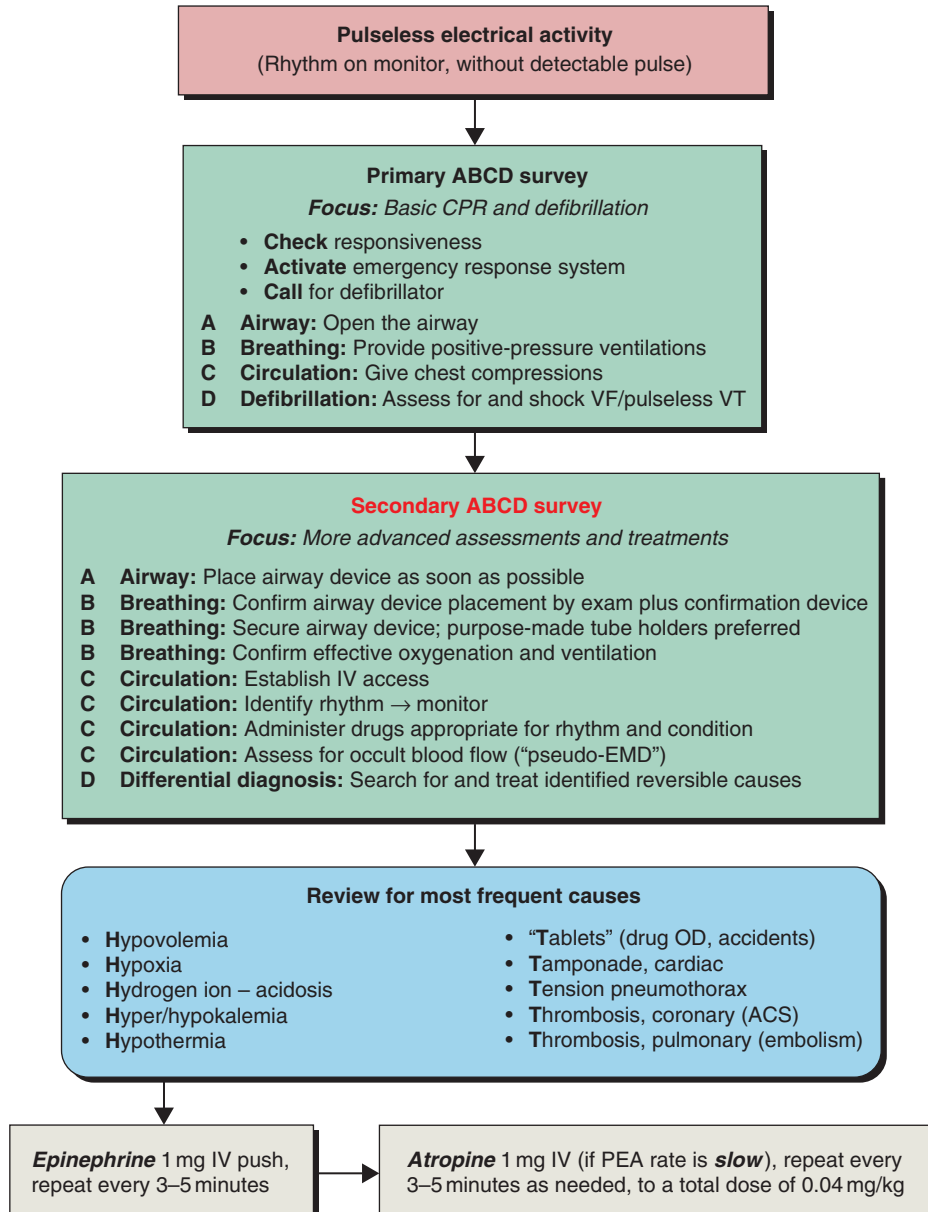 Pulseless electrical activity
(Rhythm on monitor, without detectable pulse)
Primary ABCD survey
Focus: Basic CPR and defibrillation
• Check responsiveness
• Activate emergency response system
• Call for defibrillator
A Airway: Open the airway
B Breathing: Provide positive-pressure ventilations
C Circulation: Give chest compressions
D Defibrillation: Assess for and shock VF/pulseless VT
Secondary ABCD survey
Focus: More advanced assessments and treatments
A Airway: Place airway device as soon as possible
B Breathing: Confirm airway device placement by exam plus confirmation device
B Breathing: Secure airway device; purpose-made tube holders preferred
B Breathing: Confirm effective oxygenation and ventilation
C Circulation: Establish IV access
C Circulation: Identify rhythm → monitor
C Circulation: Administer drugs appropriate for rhythm and condition
C Circulation: Assess for occult blood flow (“pseudo-EMD”)
D Differential diagnosis: Search for and treat identified reversible causes
Review for most frequent causes
• Hypovolemia
• Hypoxia
• Hydrogen ion – acidosis
• Hyper/hypokalemia
• Hypothermia
• “Tablets” (drug OD, accidents)
• Tamponade, cardiac
• Tension pneumothorax
• Thrombosis, coronary (ACS)
• Thrombosis, pulmonary (embolism)
Epinephrine 1 mg IV push,
repeat every 3–5 minutes
Atropine 1 mg IV (if PEA rate is slow), repeat every
3–5 minutes as needed, to a total dose of 0.04 mg/kg